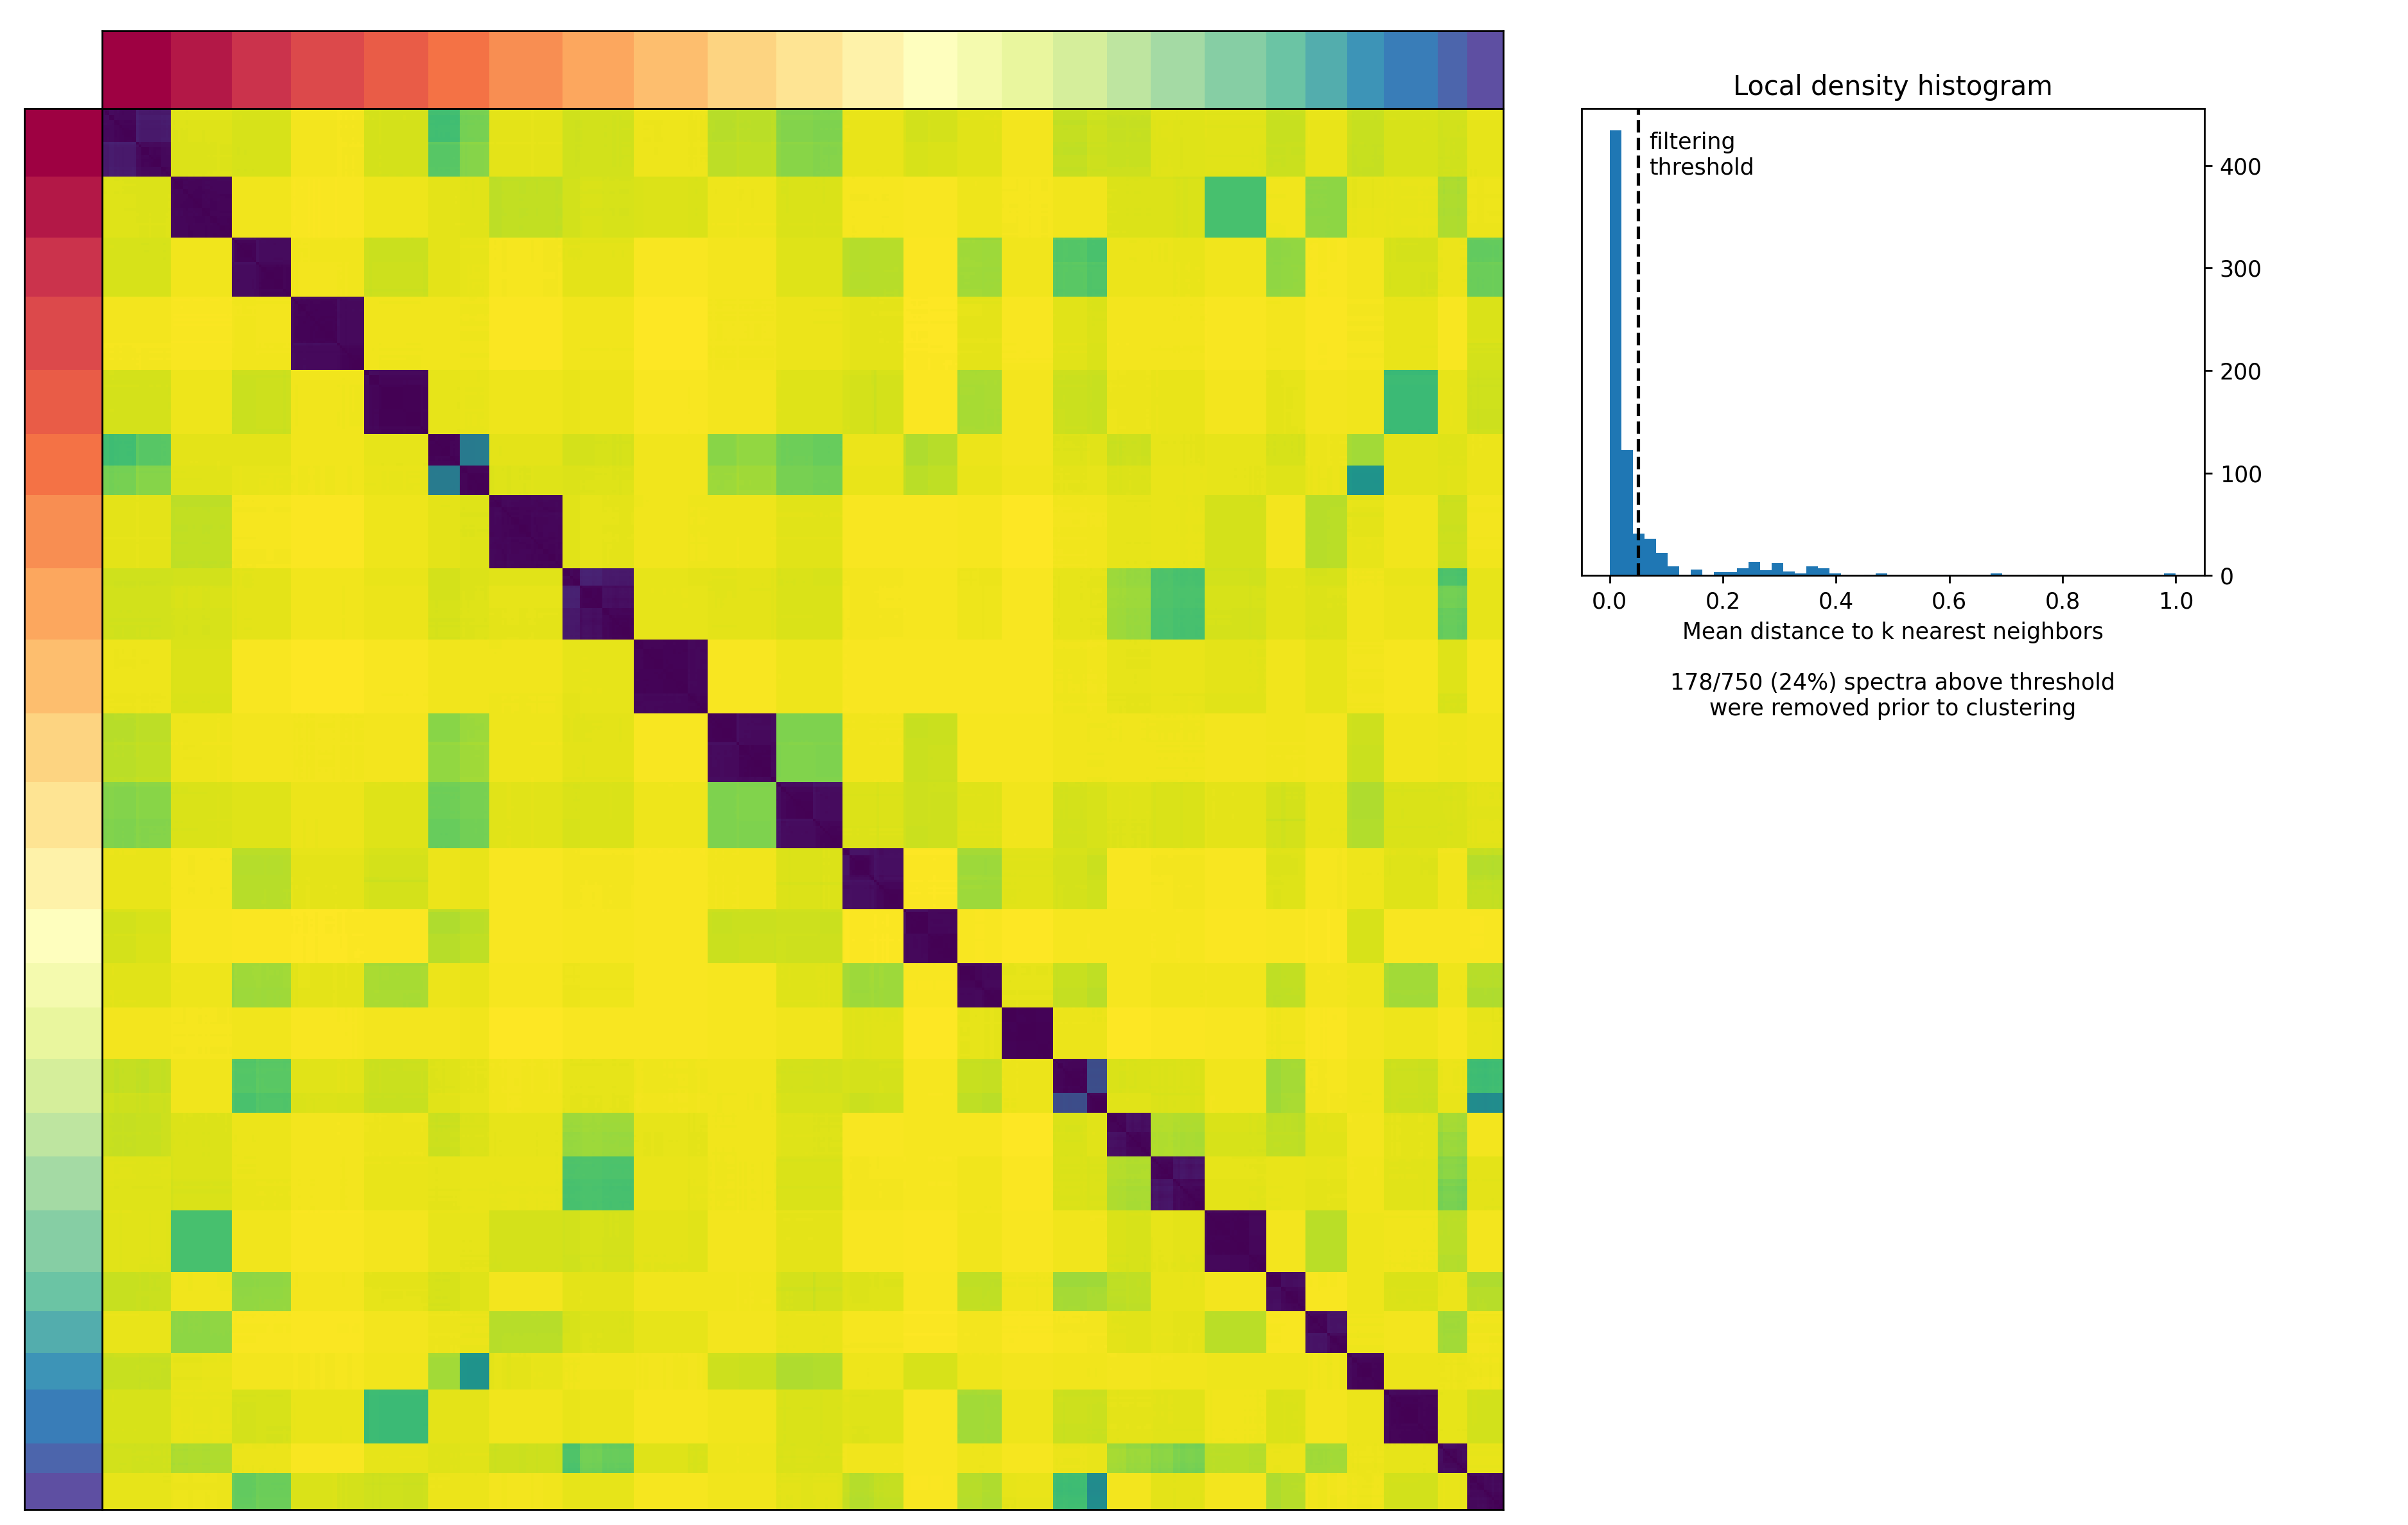 Local density histogram
filtering
threshold
400
300
200
100
0
0.0 0.2 0.4 0.6 0.8 1.0
Mean distance to k nearest neighbors
178/750 (24%) spectra above threshold
were removed prior to clustering